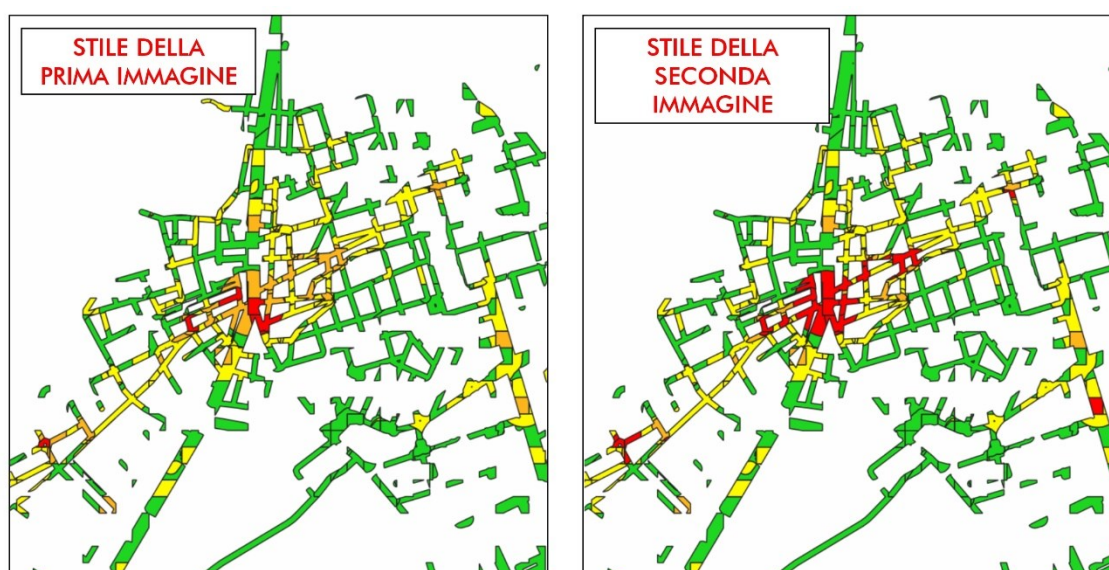 STILE DELLA
PRIMA IMMAGINE
STILE DELLA
SECONDA
IMMAGINE